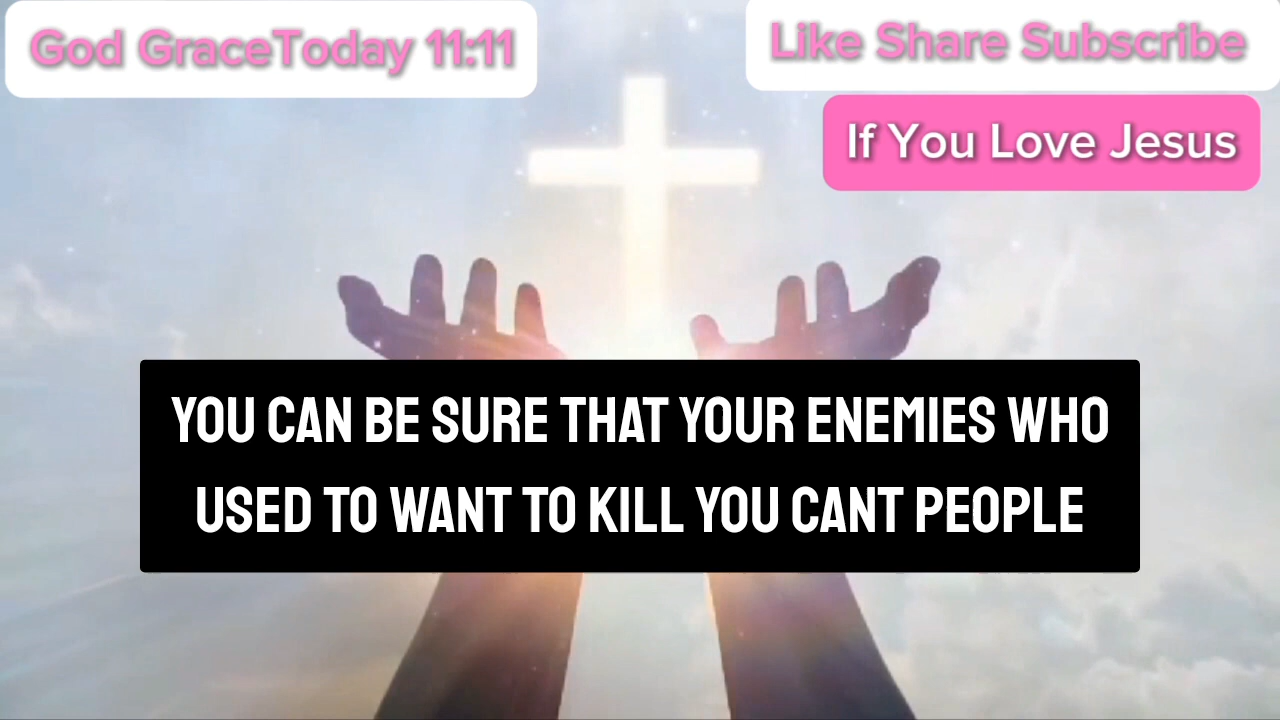 God GraceToday 11:11
Like Share Subscribe
If You Love Jesus
YOU CAN BE SURE THAT YOUR ENEMIES WHO
USED TO WANT TO KILL YOU CANT PEOPLE